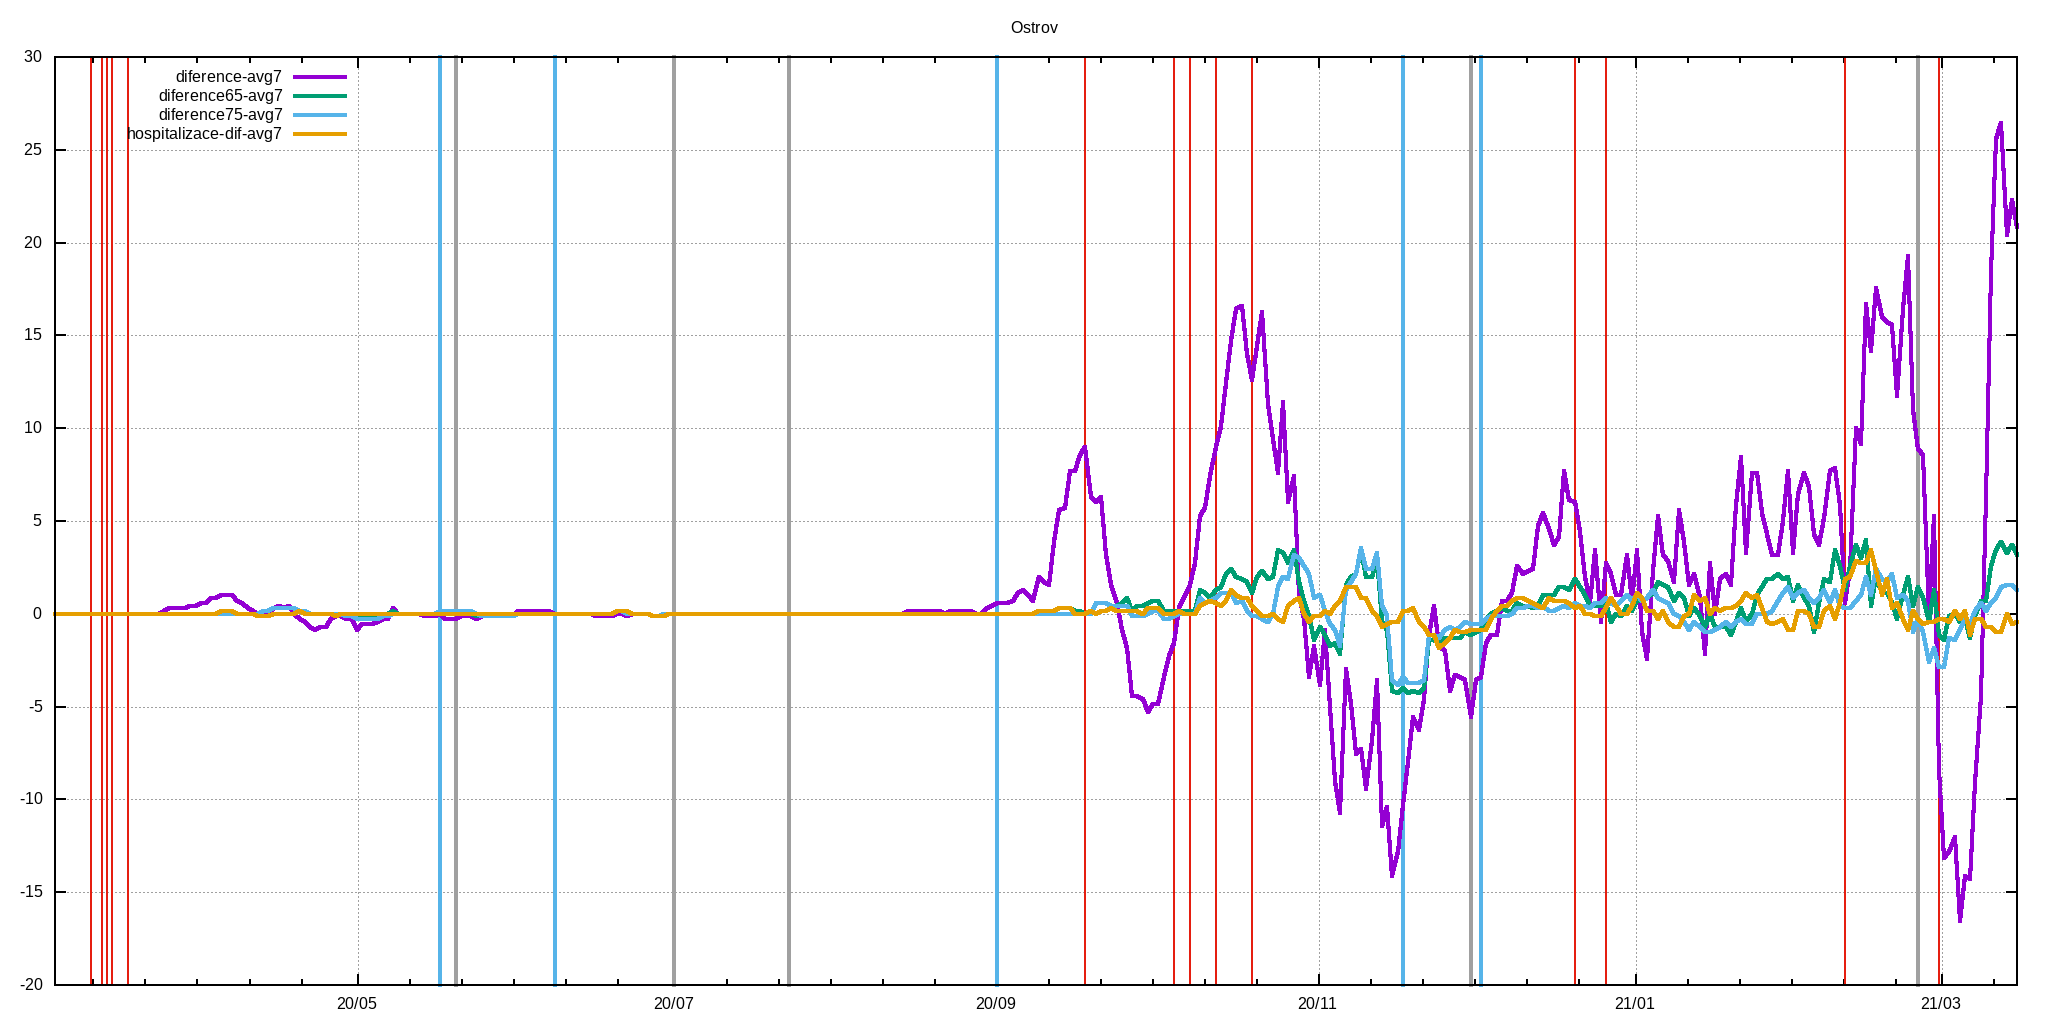 Ostrov
diference-avg7
diference65-avg7
diference75-avg7
hospitalizace-dif-avg7
30
25
20
15
10
5
0
-5
-10
-15
-20
20/05 20/07 20/09 20/11 21/01 21/03